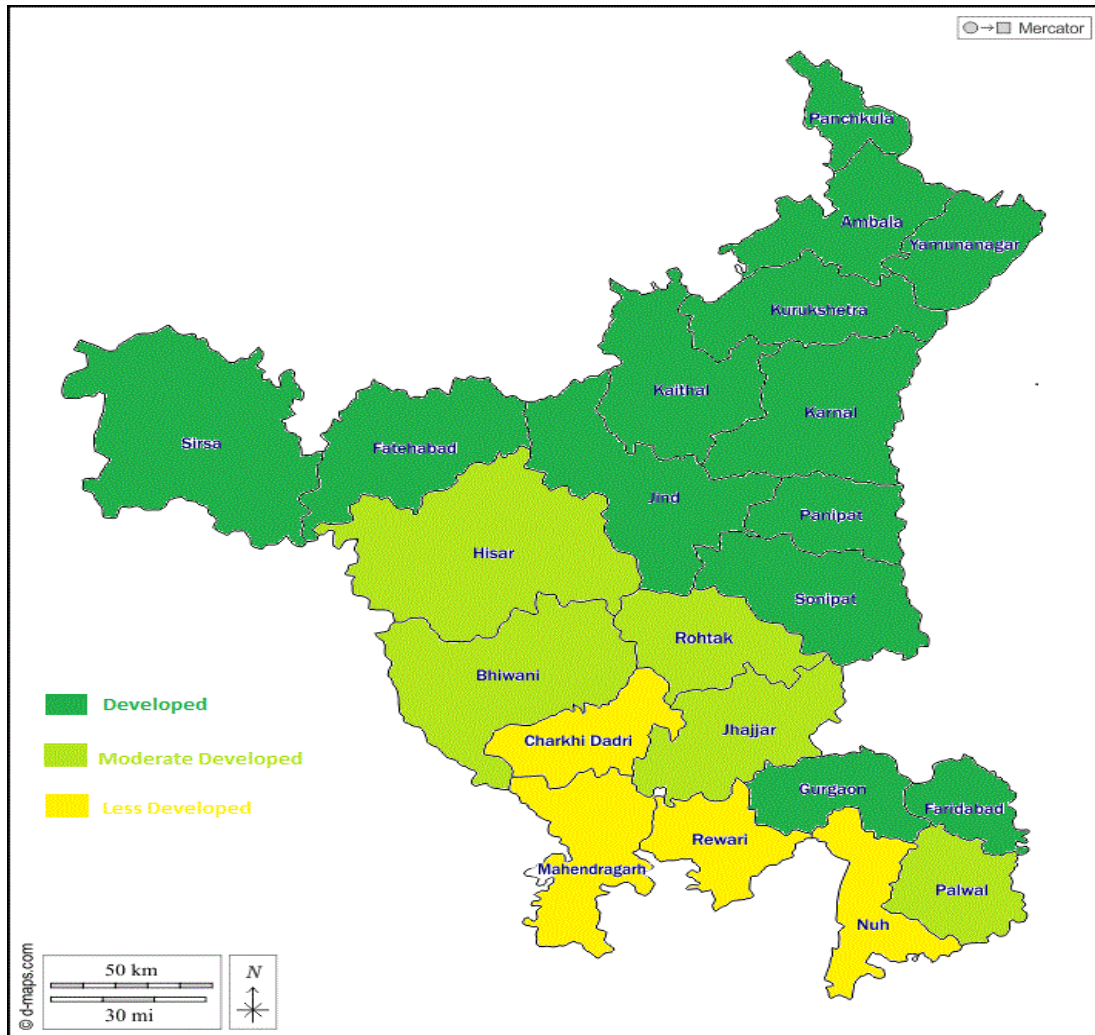 Mercator
Panchkula
Ambala
Yamunanagar
Kurukshetra
Kaithal
Karnal
Sirsa
Fatehabad
Jind
Panipat
Hisar
Sonipat
Rohtak
Bhiwani
Developed
Charkhi Dadri
Jhajjar
Moderate Developed
Gurgaon
Faridabad
Less Developed
Rewari
Mahendragarh
Palwal
Nuh
50 km
30 mi
N
© d-maps.com